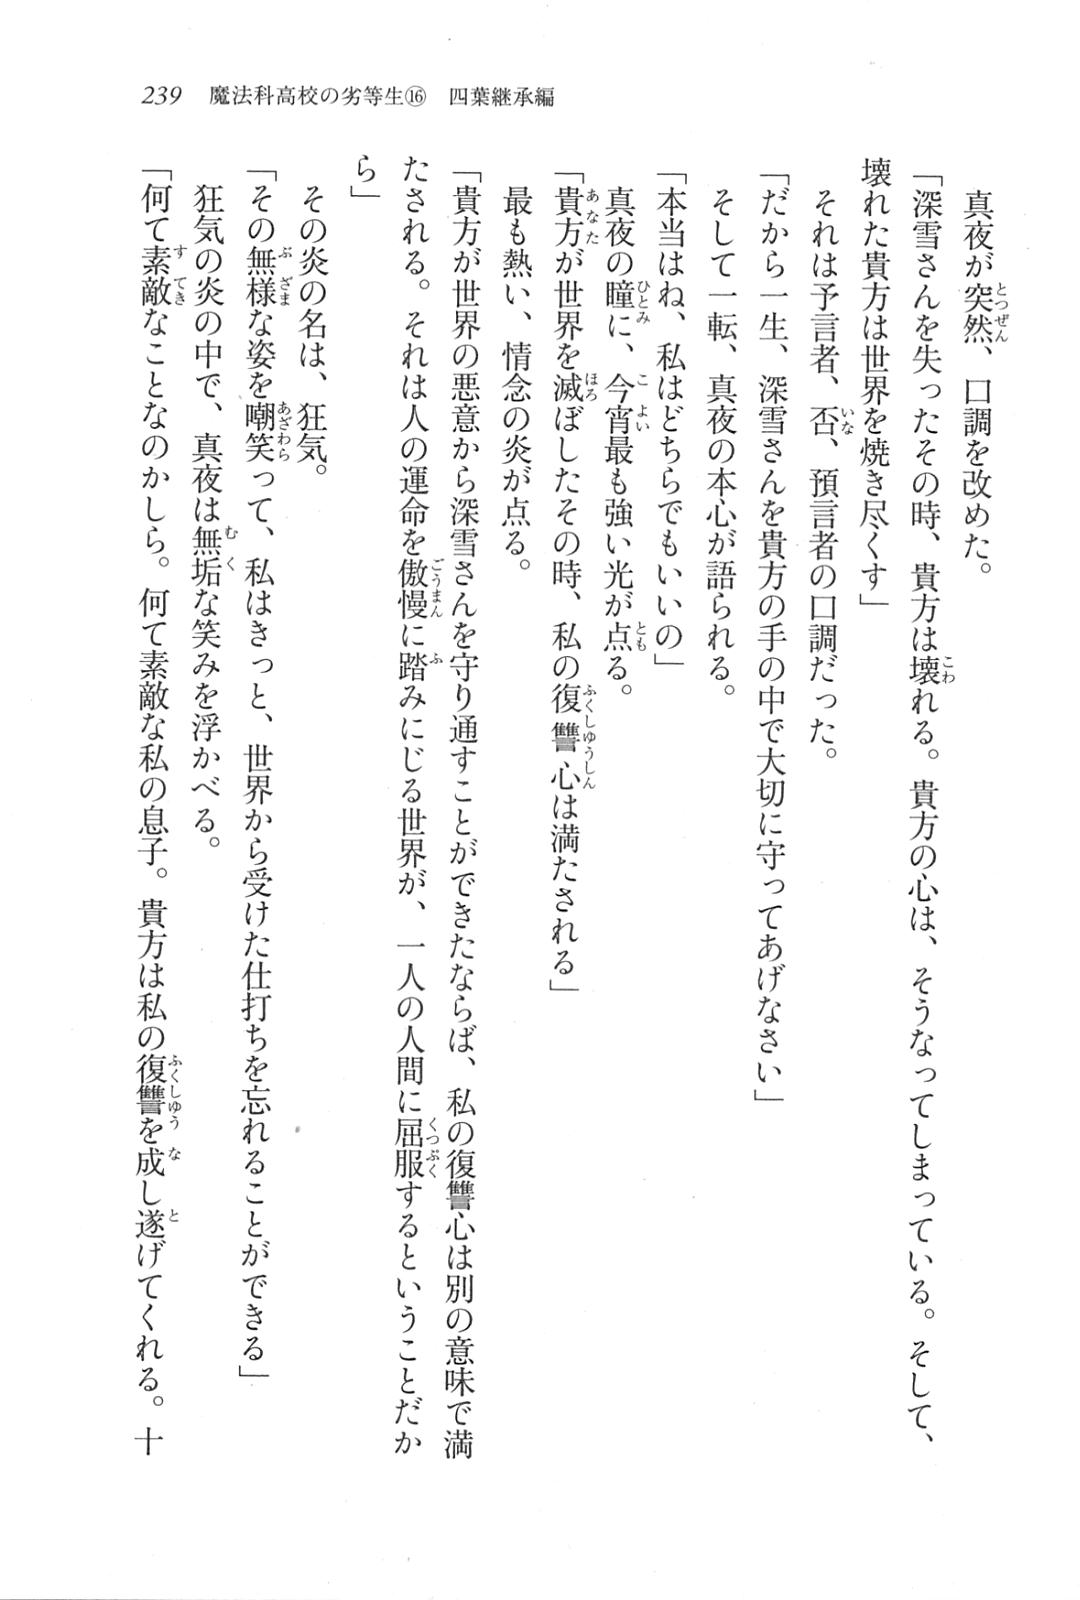 239　魔法科高校の劣等生⑯　四葉継承編
　真夜が突然、口調を改めた。
「深雪さんを失ったその時、貴方は壊れる。貴方の心は、そうなってしまっている。そして、
壊れた貴方は世界を焼き尽くす」
　それは予言者、否、預言者の口調だった。
「だから一生、深雪さんを貴方の手の中で大切に守ってあげなさい」
　そして一転、真夜の本心が語られる。
「本当はね、私はどちらでもいいの」
　真夜の瞳に、今宵最も強い光が点る。
「貴方が世界を滅ぼしたその時、私の復讐心は満たされる」
　最も熱い、情念の炎が点る。
「貴方が世界の悪意から深雪さんを守り通すことができたならば、私の復讐心は別の意味で満
たされる。それは人の運命を傲慢に踏みにじる世界が、一人の人間に屈服するということだか
ら」
　その炎の名は、狂気。
「その無様な姿を嘲笑って、私はきっと、世界から受けた仕打ちを忘れることができる」
　狂気の炎の中で、真夜は無垢な笑みを浮かべる。
「何て素敵なことなのかしら。何て素敵な私の息子。貴方は私の復讐を成し遂げてくれる。十